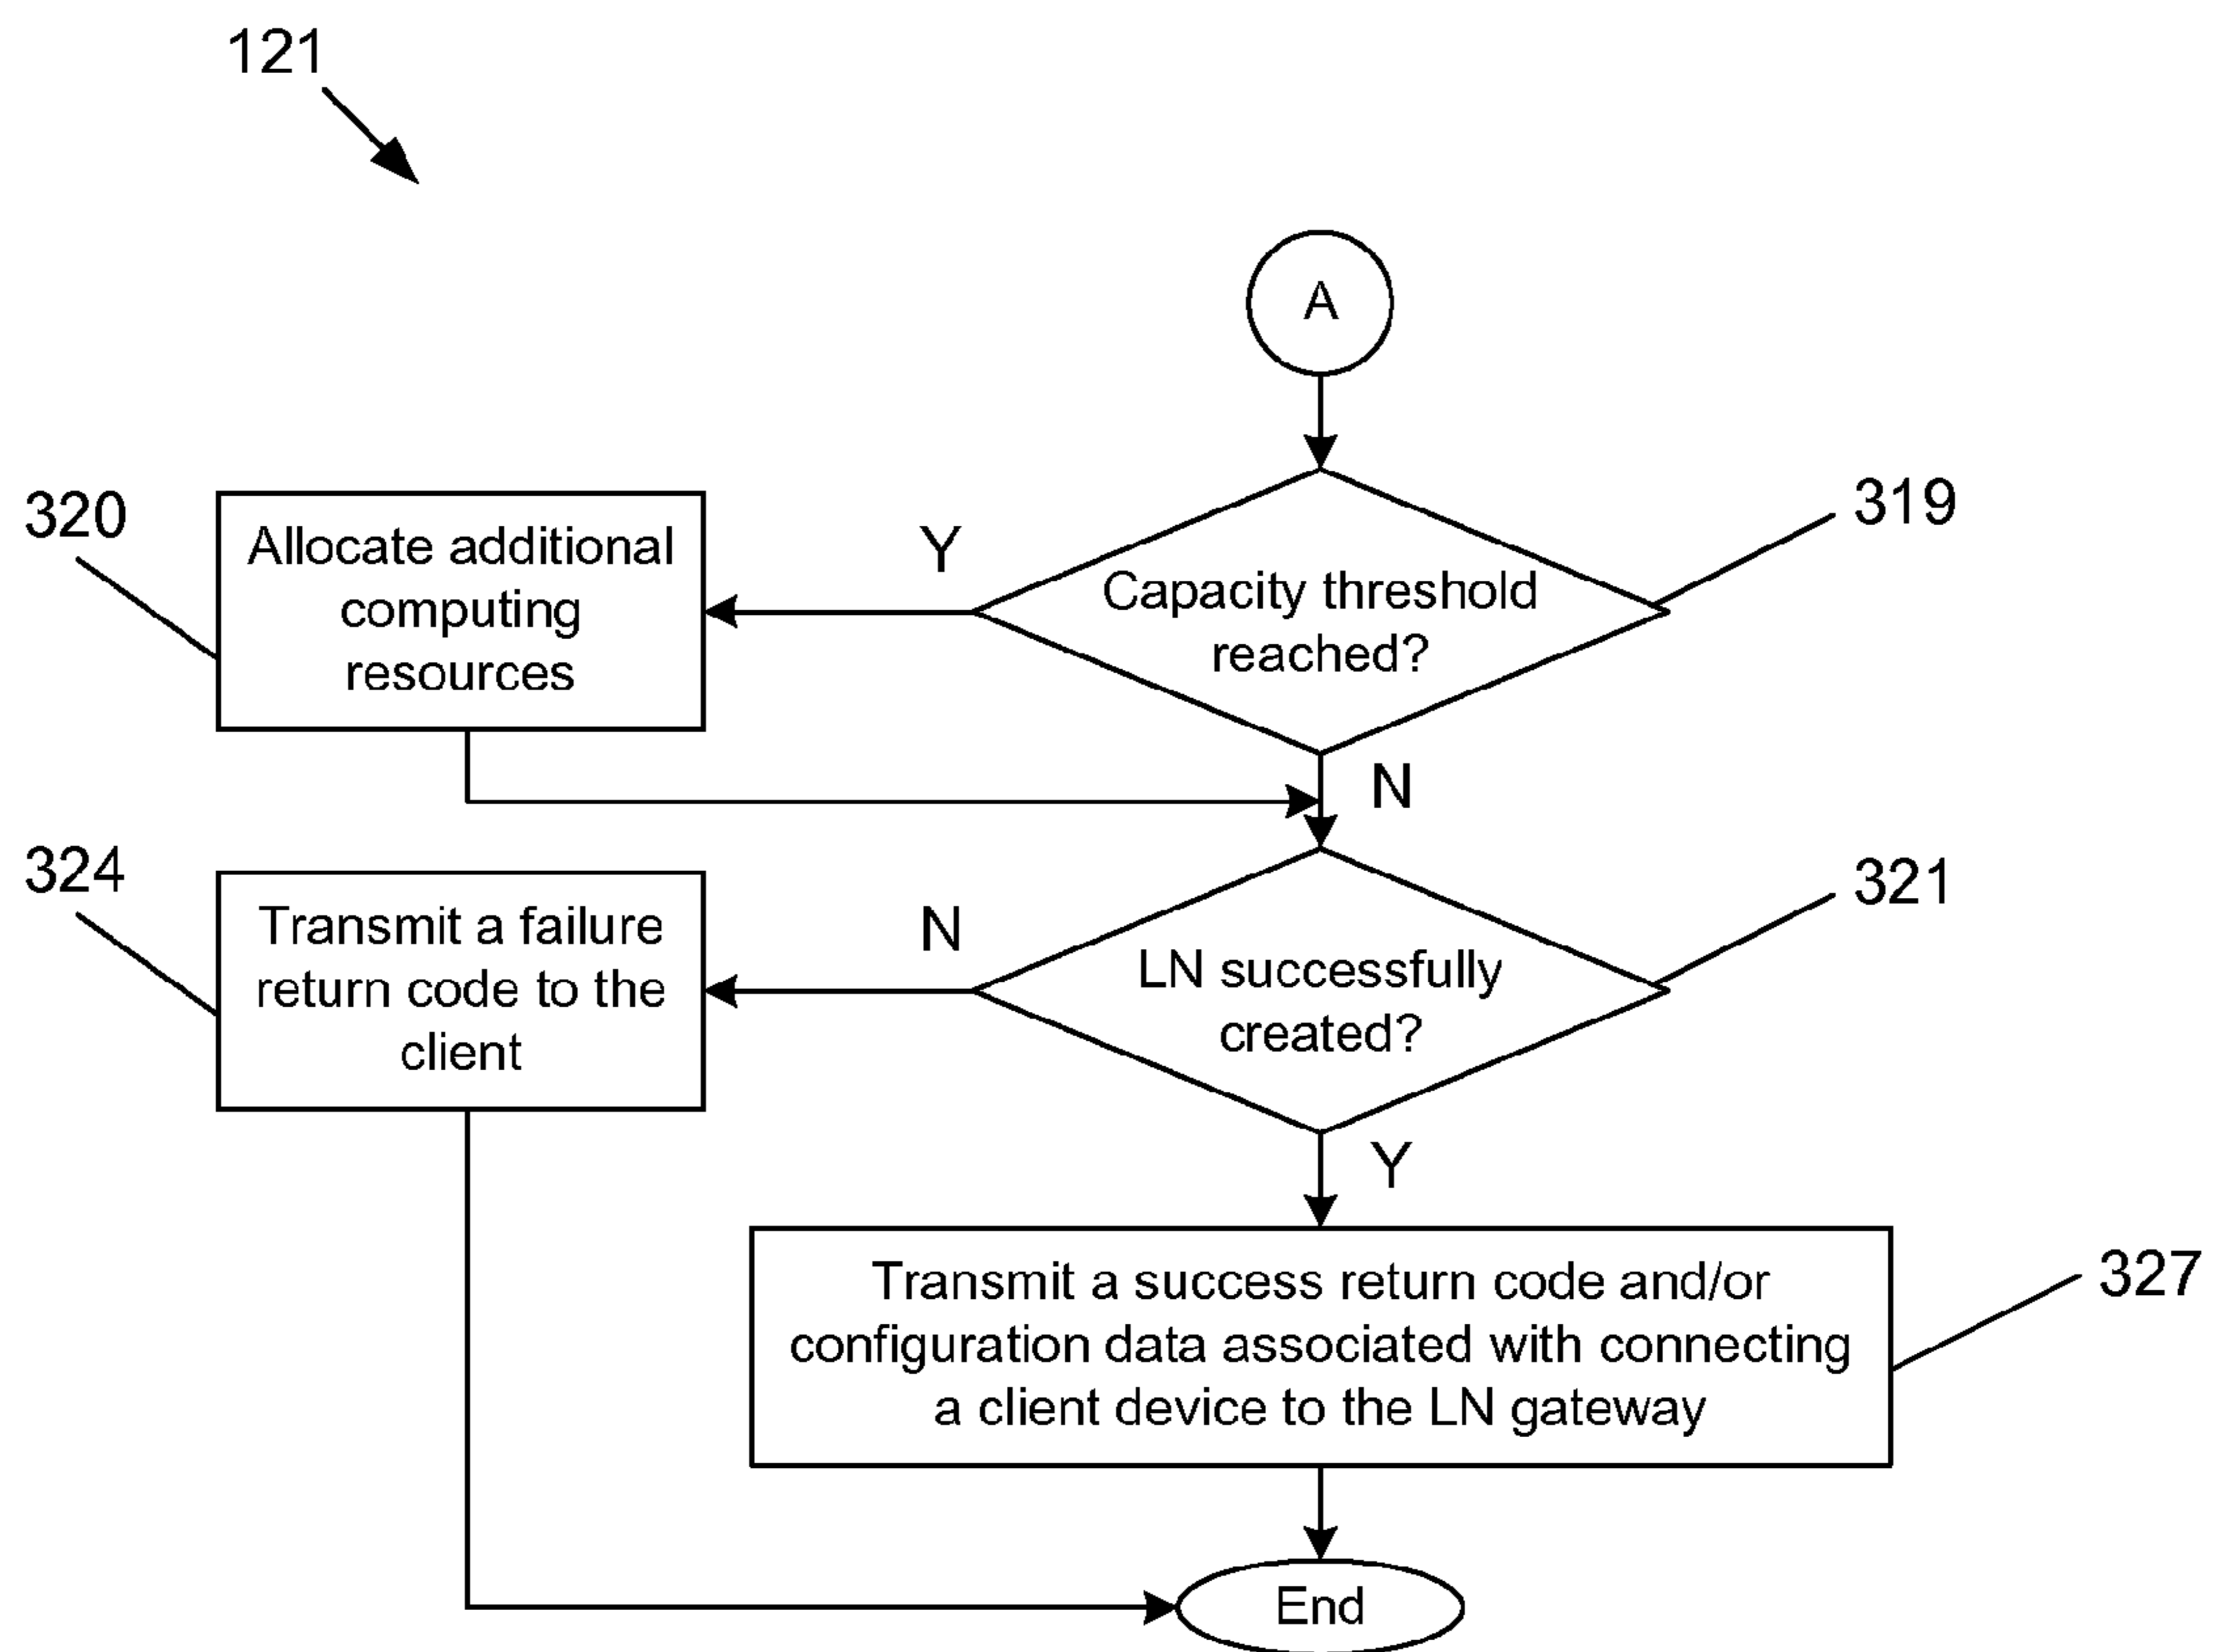 121
A
319
Capacity threshold
reached?
Y
320
Allocate additional
computing
resources
N
321
LN successfully
created?
N
324
Transmit a failure
return code to the
client
Y
327
Transmit a success return code and/or
configuration data associated with connecting
a client device to the LN gateway
End